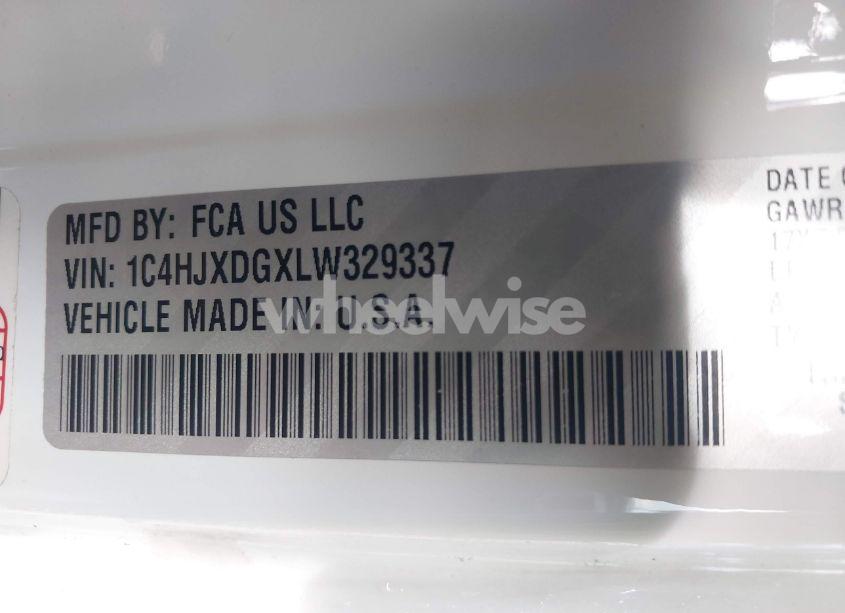 MFD BY: FCA US LLC
VIN: 1C4HJXDGXLW329337
VEHICLE MADE IN: U.S.A.
wheelwise
DATE
GAWR